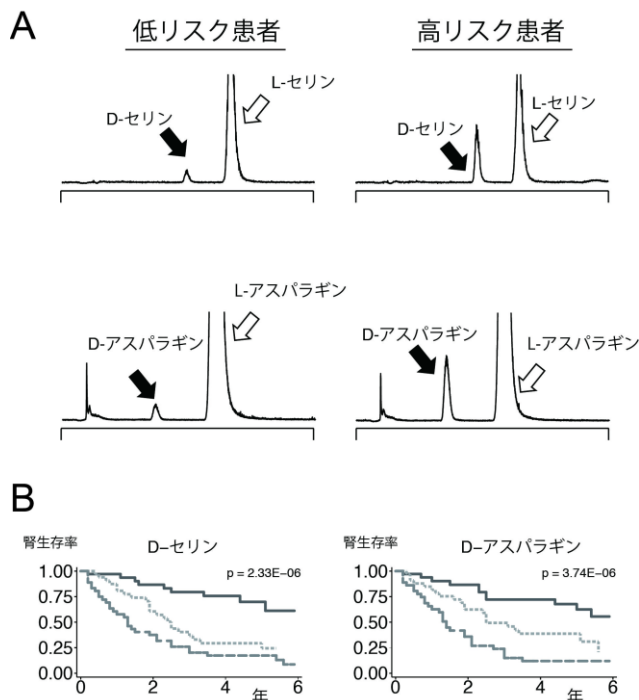 A
低リスク患者
高リスク患者
L-セリン
D-セリン
L-セリン
D-セリン
L-アスパラギン
D-アスパラギン
D-アスパラギン
L-アスパラギン
B
腎生存率
D–セリン
p = 2.33E−06
1.00
0.75
0.50
0.25
0.00
0
2
4
6
年
腎生存率
D–アスパラギン
p = 3.74E−06
1.00
0.75
0.50
0.25
0.00
0
2
4
6
年